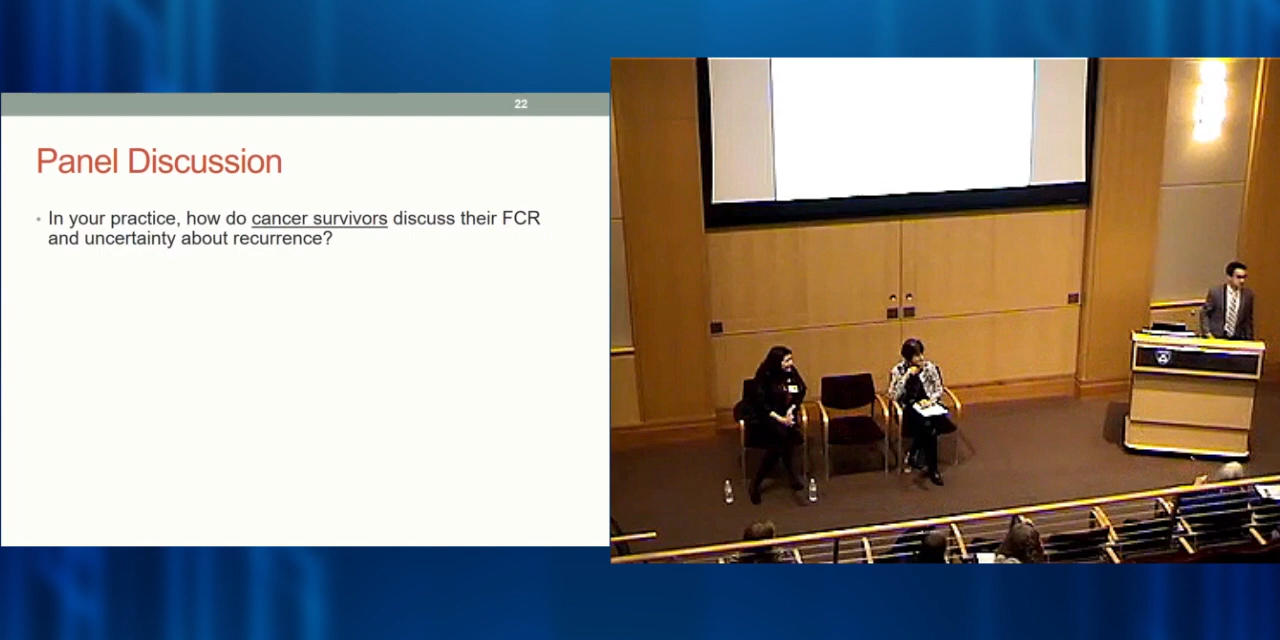 22
Panel Discussion
• In your practice, how do cancer survivors discuss their FCR
and uncertainty about recurrence?